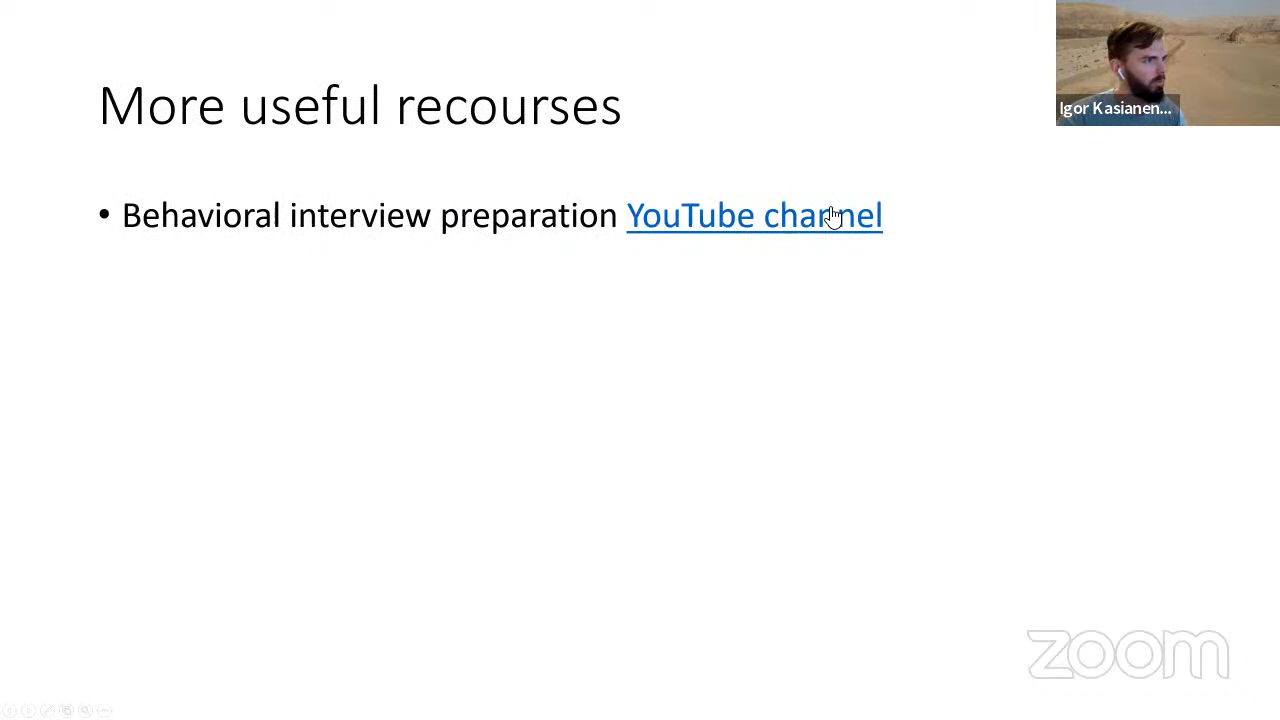 More useful recourses
Igor Kasianen...
• Behavioral interview preparation YouTube channel
zoom